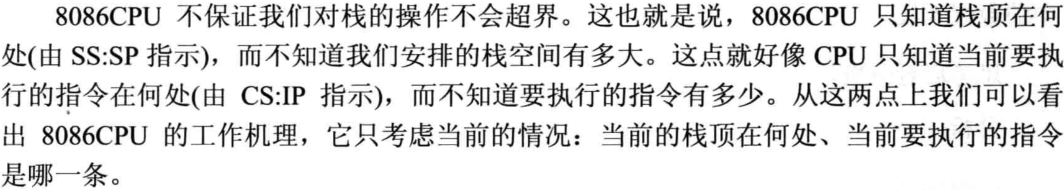 8086CPU 不保证我们对栈的操作不会超界。这也就是说，8086CPU 只知道栈顶在何
处(由 SS:SP 指示)，而不知道我们安排的栈空间有多大。这点就好像 CPU 只知道当前要执
行的指令在何处(由 CS:IP 指示)，而不知道要执行的指令有多少。从这两点上我们可以看
出 8086CPU 的工作机理，它只考虑当前的情况：当前的栈顶在何处、当前要执行的指令
是哪一条。